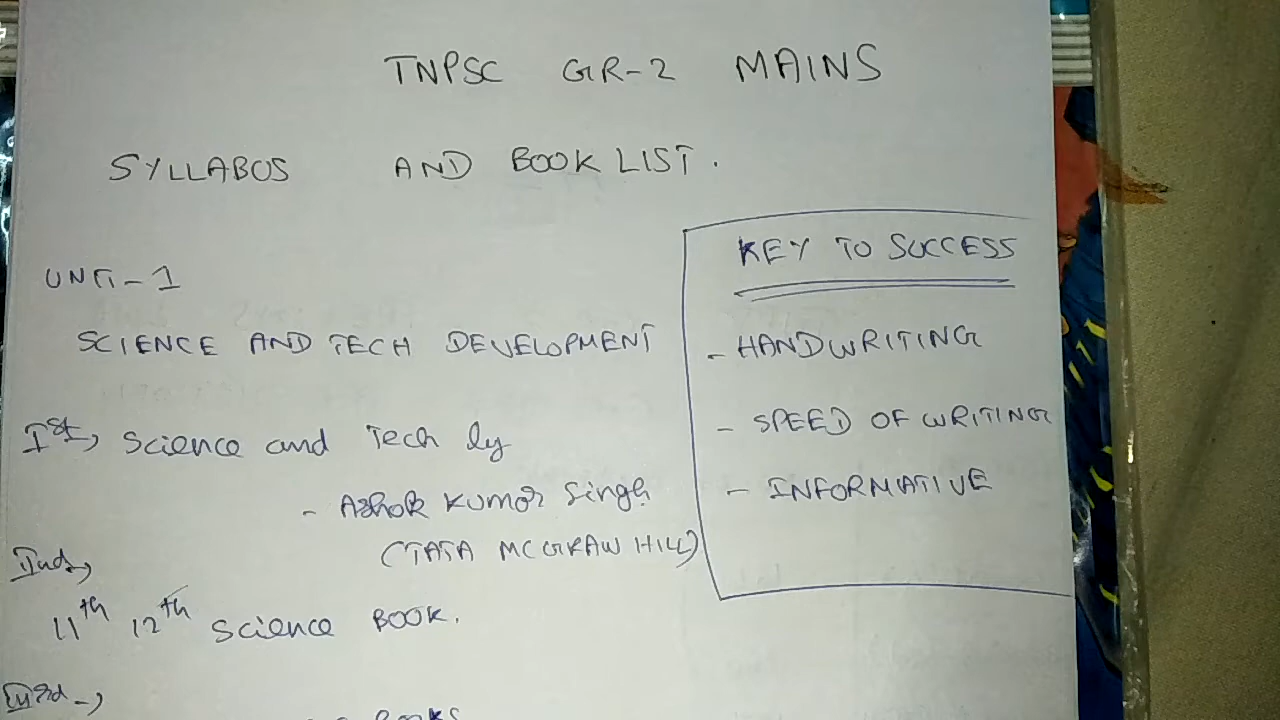 TNPSC GR-2 MAINS
SYLLABUS AND BOOK LIST.
UNIT-1
SCIENCE AND TECH DEVELOPMENT
Ist, Science and Tech by
- Ashok Kumar Singh
(TATA MCGRAW HILL)
IInd,
11th 12th Science BOOK.
IIIrd -,
BOOKS
KEY TO SUCCESS
- HANDWRITING
- SPEED OF WRITING
- INFORMATIVE